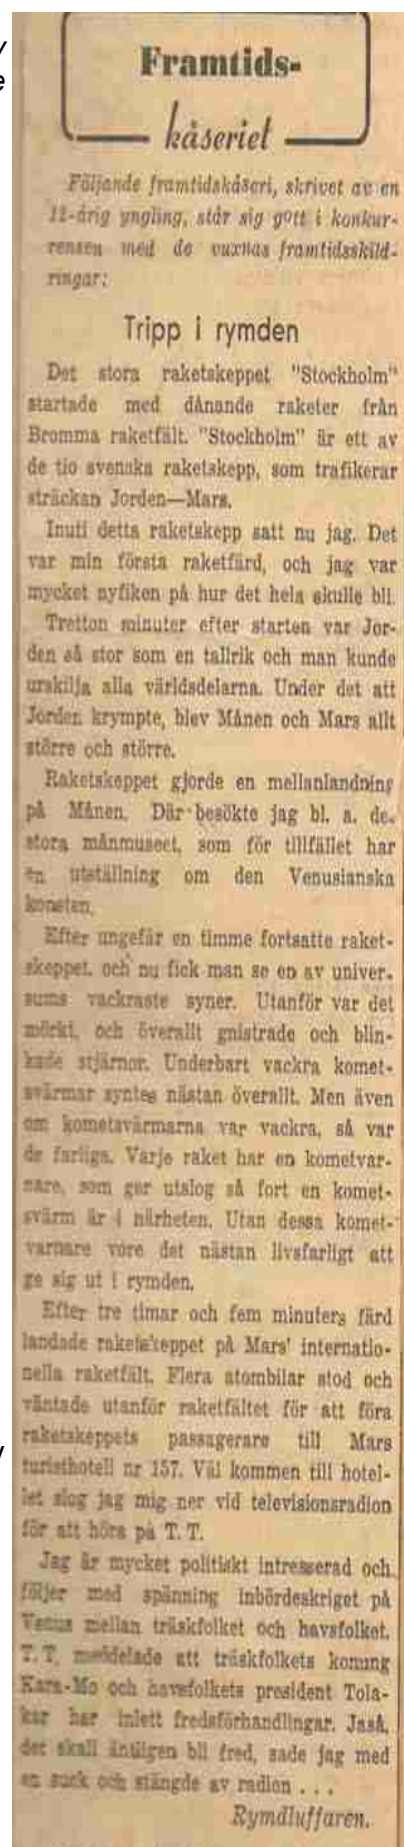 Framtids-
kåseriet
Följande framtidskåseri, skrivet av en
12-årig yngling, står sig gott i konkur-
rensen med de vuxnas framtidsskild-
ringar:
Tripp i rymden
Det stora raketskeppet "Stockholm"
startade med dånande raketer från
Bromma raketfält. "Stockholm" är ett av
de tio svenska raketskepp, som trafikerar
sträckan Jorden—Mars.
Inuti detta raketskepp satt nu jag. Det
var min första raketfärd, och jag var
mycket nyfiken på hur det hela skulle bli.
Tretton minuter efter starten var Jor-
den så stor som en tallrik och man kunde
urskilja alla världsdelarna. Under det att
Jorden krympte, blev Månen och Mars allt
större och större.
Raketskeppet gjorde en mellanlandning
på Månen. Där besökte jag bl. a. de.
stora månmuseet, som för tillfället har
en utställning om den Venusianska
konsten.
Efter ungefär en timme fortsatte raket-
skeppet, och nu fick man se en av univer-
sums vackraste syner. Utanför var det
mörkt, och överallt gnistrade och blin-
kade stjärnor. Underbart vackra komet-
svärmar syntes nästan överallt. Men även
om kometsvärmarna var vackra, så var
de farliga. Varje raket har en kometvar-
nare, som ger utslag så fort en komet-
svärm är i närheten. Utan dessa komet-
varnare vore det nästan livsfarligt att
ge sig ut i rymden.
Efter tre timar och fem minuters färd
landade raketskeppet på Mars' internatio-
nella raketfält. Flera atombilar stod och
väntade utanför raketfältet för att föra
raketskeppets passagerare till Mars
turisthotell nr 157. Väl kommen till hotel-
let slog jag mig ner vid televisionsradion
för att höra på T. T.
Jag är mycket politiskt intresserad och
följer med spänning inbördeskriget på
Venus mellan träskfolket och havsfolket.
T. T. meddelade att träskfolkets konung
Kara-Mo och havsfolkets president Tola-
kar har inlett fredsförhandlingar. Jaså,
det skall äntligen bli fred, sade jag med
en suck och stängde av radion . . .
Rymdluffaren.